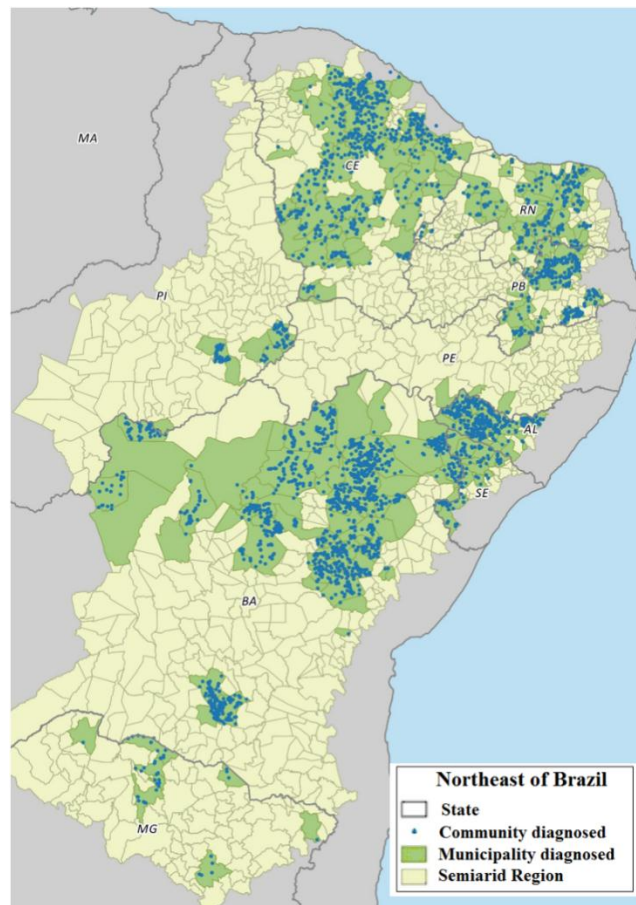 MA
CE
RN
PI
PB
PE
AL
SE
BA
MG
Northeast of Brazil
State
Community diagnosed
Municipality diagnosed
Semiarid Region